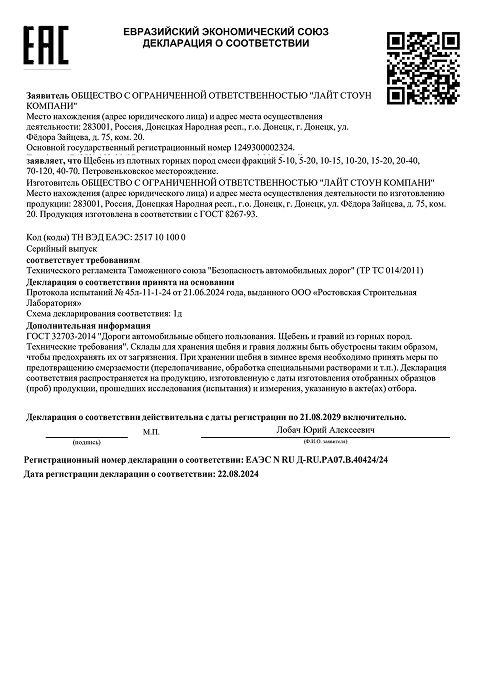 ЕАС
ЕВРАЗИЙСКИЙ ЭКОНОМИЧЕСКИЙ СОЮЗ
ДЕКЛАРАЦИЯ О СООТВЕТСТВИИ
Заявитель ОБЩЕСТВО С ОГРАНИЧЕННОЙ ОТВЕТСТВЕННОСТЬЮ "ЛАЙТ СТОУН
КОМПАНИ"
Место нахождения (адрес юридического лица) и адрес места осуществления
деятельности: 283001, Россия, Донецкая Народная респ., г.о. Донецк, г. Донецк, ул.
Фёдора Зайцева, д. 75, ком. 20.
Основной государственный регистрационный номер 1249300002324.
заявляет, что Щебень из плотных горных пород смеси фракций 5-10, 5-20, 10-15, 10-20, 15-20, 20-40,
70-120, 40-70. Петровеньковское месторождение.
Изготовитель ОБЩЕСТВО С ОГРАНИЧЕННОЙ ОТВЕТСТВЕННОСТЬЮ "ЛАЙТ СТОУН КОМПАНИ"
Место нахождения (адрес юридического лица) и адрес места осуществления деятельности по изготовлению
продукции: 283001, Россия, Донецкая Народная респ., г.о. Донецк, г. Донецк, ул. Фёдора Зайцева, д. 75, ком.
20. Продукция изготовлена в соответствии с ГОСТ 8267-93.
Код (коды) ТН ВЭД ЕАЭС: 2517 10 100 0
Серийный выпуск
соответствует требованиям
Технического регламента Таможенного союза "Безопасность автомобильных дорог" (ТР ТС 014/2011)
Декларация о соответствии принята на основании
Протокола испытаний № 45л-11-1-24 от 21.06.2024 года, выданного ООО «Ростовская Строительная
Лаборатория»
Схема декларирования соответствия: 1д
Дополнительная информация
ГОСТ 32703-2014 "Дороги автомобильные общего пользования. Щебень и гравий из горных пород.
Технические требования". Склады для хранения щебня и гравия должны быть обустроены таким образом,
чтобы предохранять их от загрязнения. При хранении щебня в зимнее время необходимо принять меры по
предотвращению смерзаемости (перелопачивание, обработка специальными растворами и т.п.). Декларация
соответствия распространяется на продукцию, изготовленную с даты изготовления отобранных образцов
(проб) продукции, прошедших исследования (испытания) и измерения, указанную в акте(ах) отбора.
Декларация о соответствии действительна с даты регистрации по 21.08.2029 включительно.
Лобач Юрий Алексеевич
М.П.
(подпись) (Ф.И.О. заявителя)
Регистрационный номер декларации о соответствии: ЕАЭС N RU Д-RU.РА07.В.40424/24
Дата регистрации декларации о соответствии: 22.08.2024